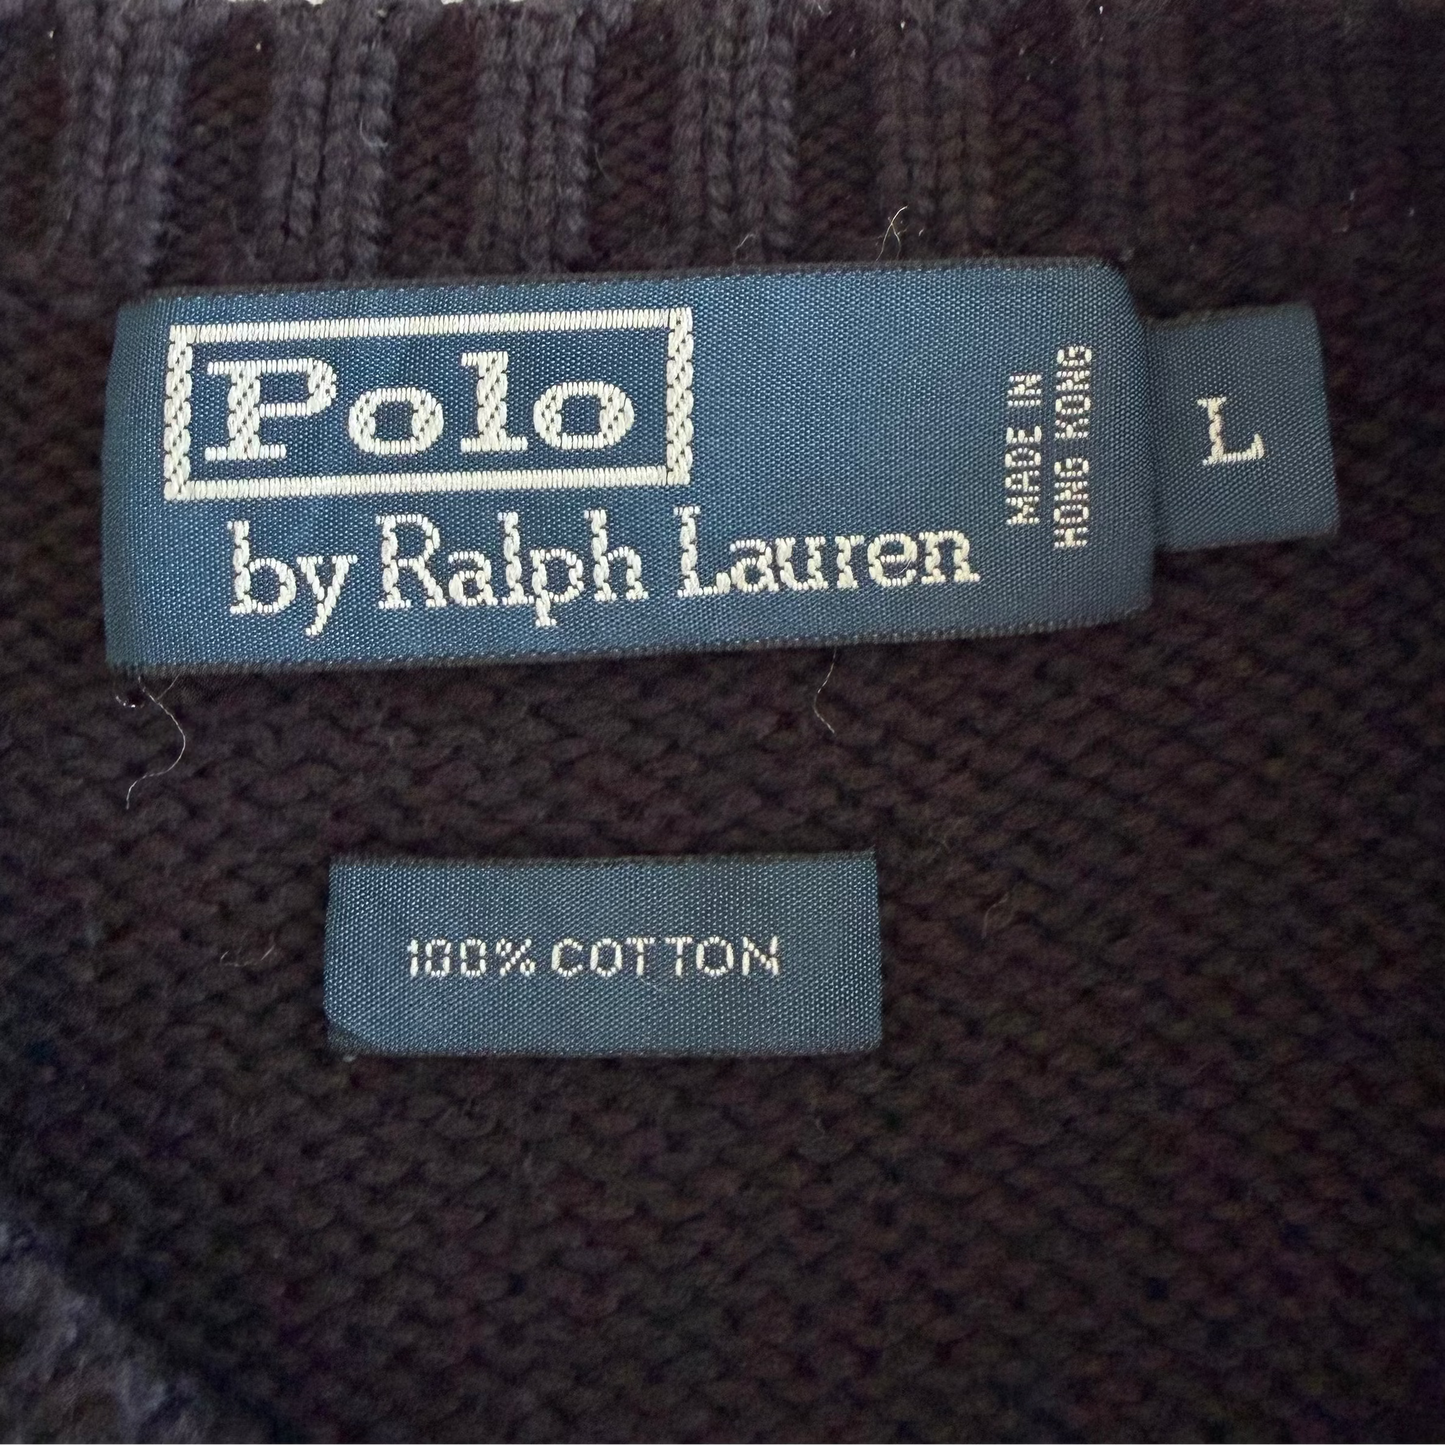 Polo
by Ralph Lauren
MADE IN
HONG KONG
L
100% COTTON